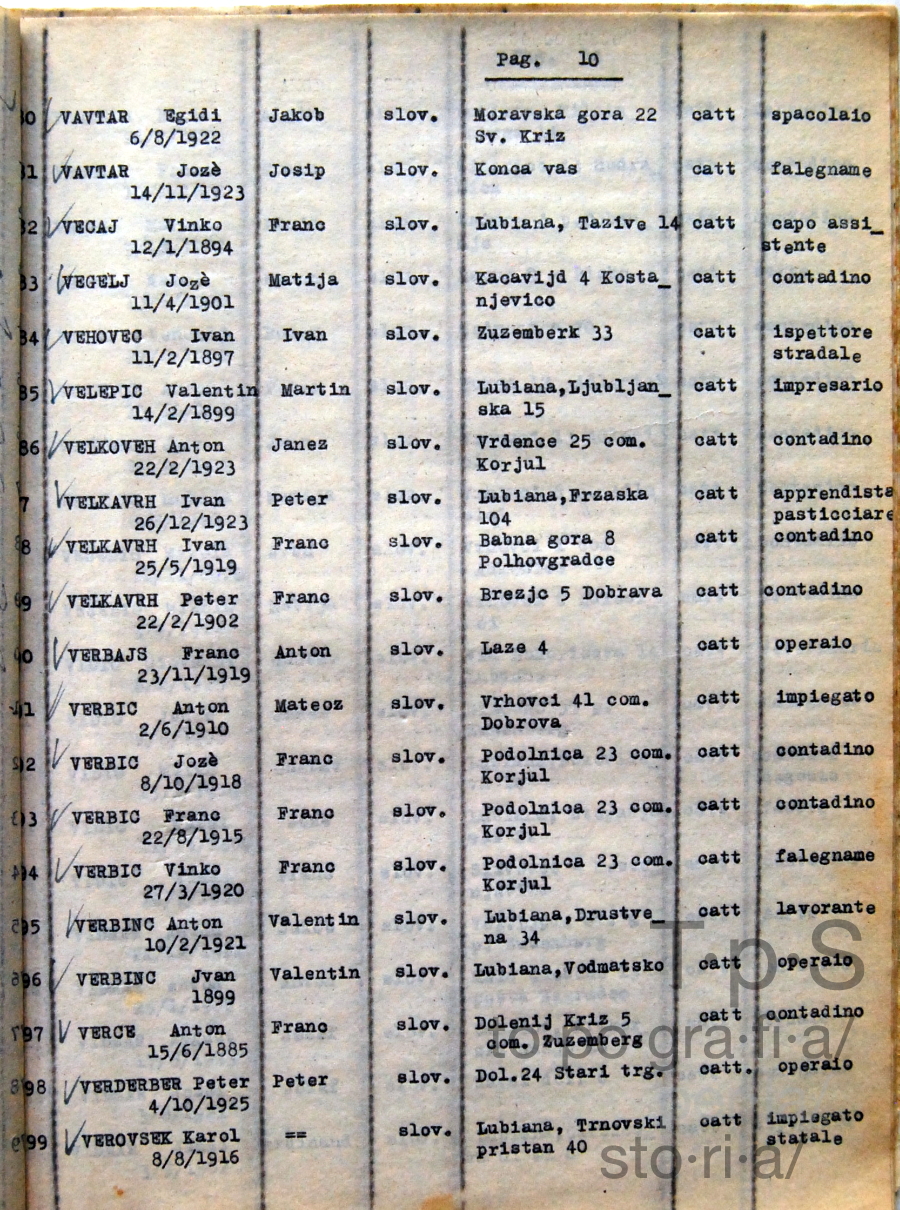 Pag. 10
30 VAVTAR Egidi Jakob slov. Moravska gora 22 catt spacolaio
6/8/1922 Sv. Kriz
31 VAVTAR Jozè Josip slov. Konca vas catt falegname
14/11/1923
32 VECAJ Vinko Franc slov. Lubiana, Tazive 14 catt capo assi_
12/1/1894 stente
33 VEGELJ Jozè Matija slov. Kacavijd 4 Kosta_ catt contadino
11/4/1901 njevico
34 VEHOVEC Ivan Ivan slov. Zuzemberk 33 catt ispettore
11/2/1897 stradale
35 VELEPIC Valentin Martin slov. Lubiana,Ljubljan_ catt impresario
14/2/1899 ska 15
86 VELKOVEH Anton Janez slov. Vrdence 25 com. catt contadino
22/2/1923 Korjul
7 VELKAVRH Ivan Peter slov. Lubiana,Frzaska catt apprendista
26/12/1923 104 pasticciare
8 VELKAVRH Ivan Franc slov. Babna gora 8 catt contadino
25/5/1919 Polhovgradce
9 VELKAVRH Peter Franc slov. Brezjc 5 Dobrava catt contadino
22/2/1902
90 VERBAJS Franc Anton slov. Laze 4 catt operaio
23/11/1919
91 VERBIC Anton Mateoz slov. Vrhovci 41 com. catt impiegato
2/6/1910 Dobrova
92 VERBIC Jozè Franc slov. Podolnica 23 com. catt contadino
8/10/1918 Korjul
93 VERBIC Franc Franc slov. Podolnica 23 com. catt contadino
22/8/1915 Korjul
94 VERBIC Vinko Franc slov. Podolnica 23 com. catt falegname
27/3/1920 Korjul
95 VERBINC Anton Valentin slov. Lubiana,Drustve_ catt lavorante
10/2/1921 na 34
96 VERBINC Jvan Valentin slov. Lubiana,Vodmatsko catt operaio
1899
97 VERCE Anton Franc slov. Dolenij Kriz 5 catt contadino
15/6/1885 com. Zuzemberg
98 VERDERBER Peter Peter slov. Dol.24 Stari trg. catt. operaio
4/10/1925
99 VEROVSEK Karol == slov. Lubiana, Trnovski catt impiegato
8/8/1916 pristan 40 statale
T·p·S
to·po·gra·fi·a/
sto·ri·a/